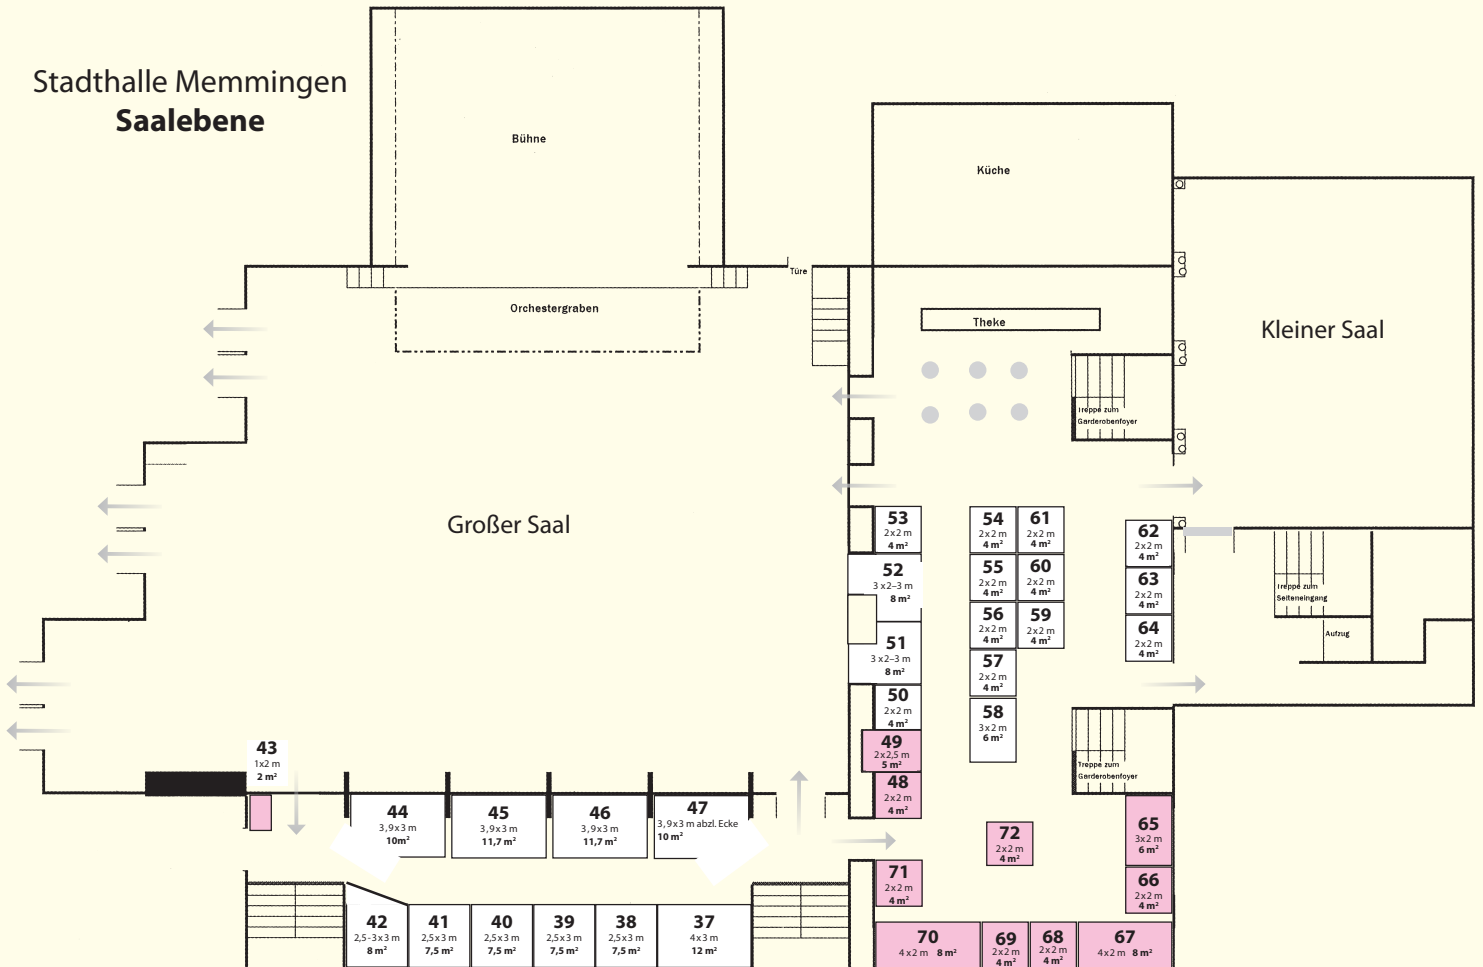 Stadthalle Memmingen
Saalebene
Bühne
Küche
Türe
Orchestergraben
Theke
Kleiner Saal
Treppe zum
Garderobenfoyer
Großer Saal
53
2x2 m
4 m²
54
2x2 m
4 m²
61
2x2 m
4 m²
62
2x2 m
4 m²
52
3 x 2–3 m
8 m²
55
2x2 m
4 m²
60
2x2 m
4 m²
63
2x2 m
4 m²
Treppe zum
Seiteneingang
56
2x2 m
4 m²
59
2x2 m
4 m²
64
2x2 m
4 m²
Aufzug
51
3 x 2–3 m
8 m²
57
2x2 m
4 m²
50
2x2 m
4 m²
58
3x2 m
6 m²
49
2x2,5 m
5 m²
43
1x2 m
2 m²
48
2x2 m
4 m²
Treppe zum
Garderobenfoyer
44
3,9x3 m
10m²
45
3,9x3 m
11,7 m²
46
3,9x3 m
11,7 m²
47
3,9x3 m abzl. Ecke
10 m²
72
2x2 m
4 m²
65
3x2 m
6 m²
71
2x2 m
4 m²
66
2x2 m
4 m²
42
2,5-3x3 m
8 m²
41
2,5x3 m
7,5 m²
40
2,5x3 m
7,5 m²
39
2,5x3 m
7,5 m²
38
2,5x3 m
7,5 m²
37
4x3 m
12 m²
70
4x2 m 8 m²
69
2x2 m
4 m²
68
2x2 m
4 m²
67
4x2 m 8 m²